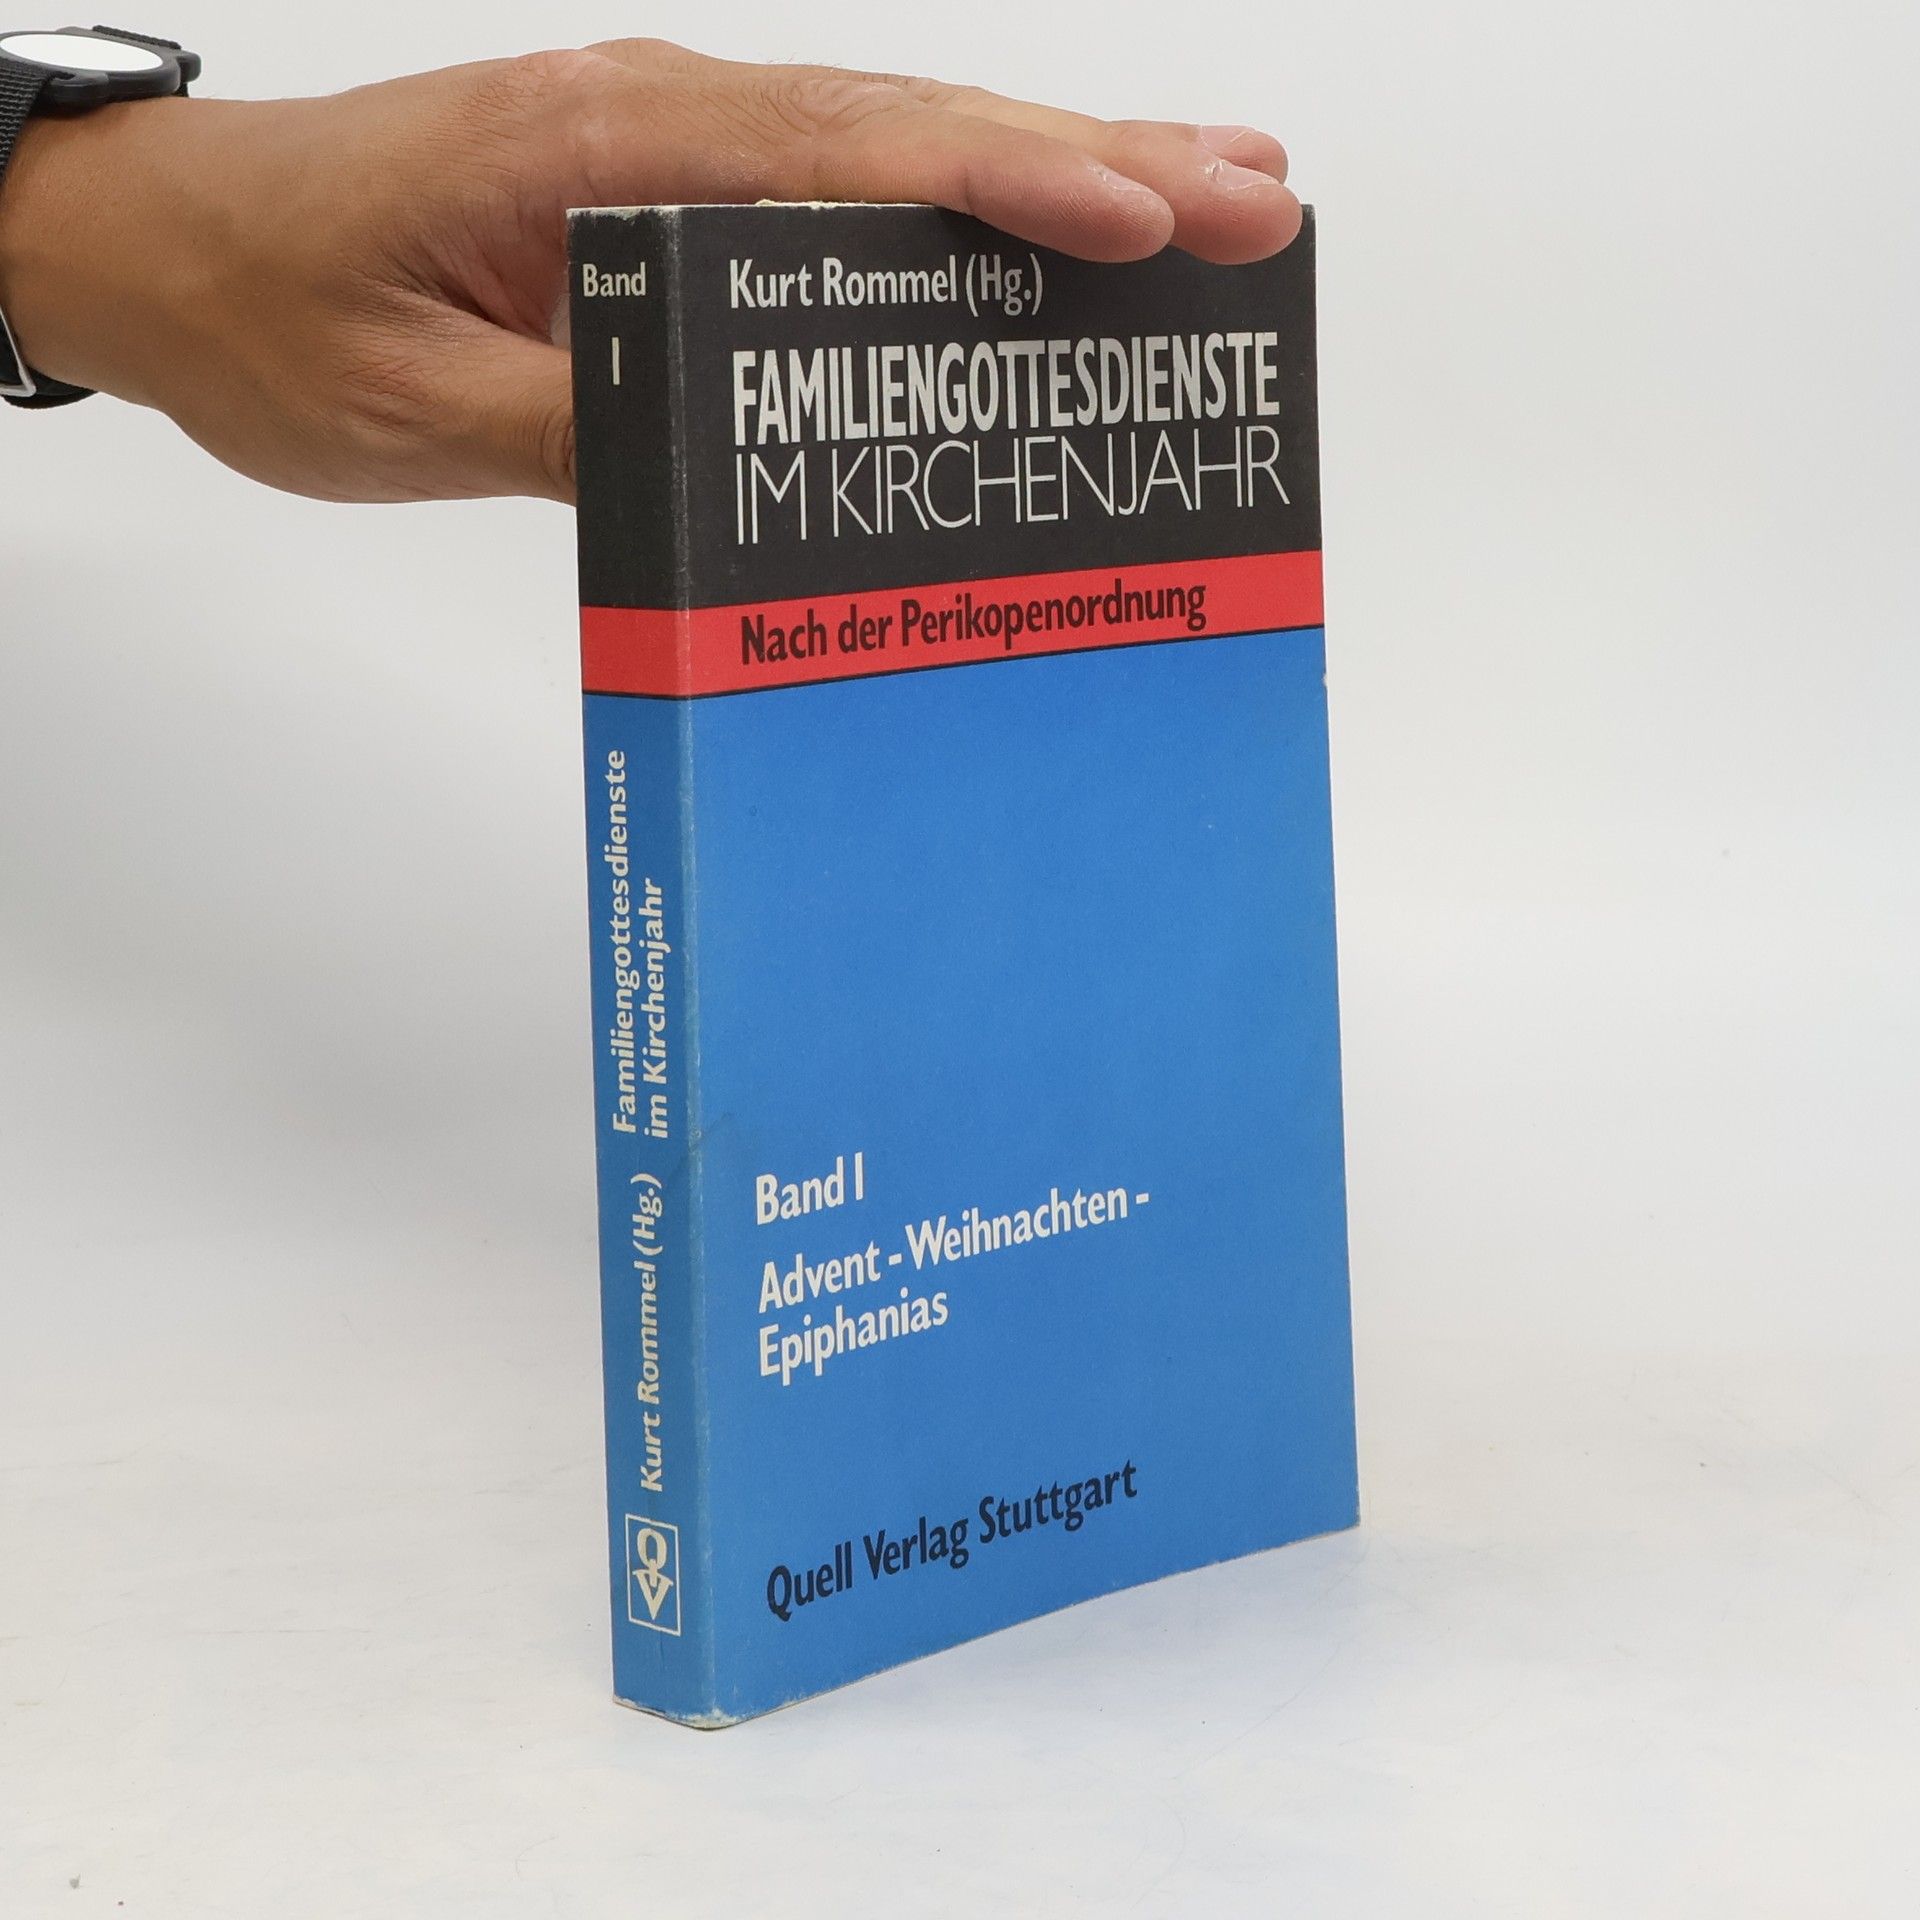 Band
I
Familiengottesdienste
im Kirchenjahr
Kurt Rommel (Hg.)
QV
Kurt Rommel (Hg.)
FAMILIENGOTTESDIENSTE
IM KIRCHENJAHR
Nach der Perikopenordnung
Band I
Advent - Weihnachten -
Epiphanias
Quell Verlag Stuttgart